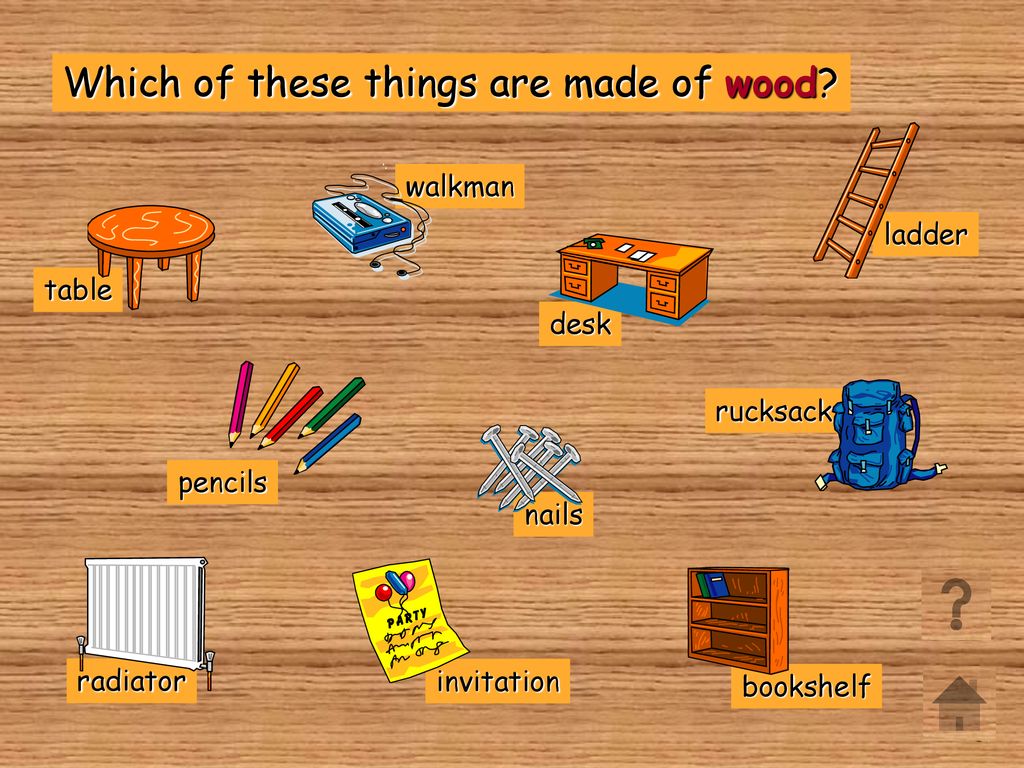 Which of these things are made of wood?
walkman
ladder
table
desk
rucksack
pencils
nails
PARTY
radiator
invitation
bookshelf
?